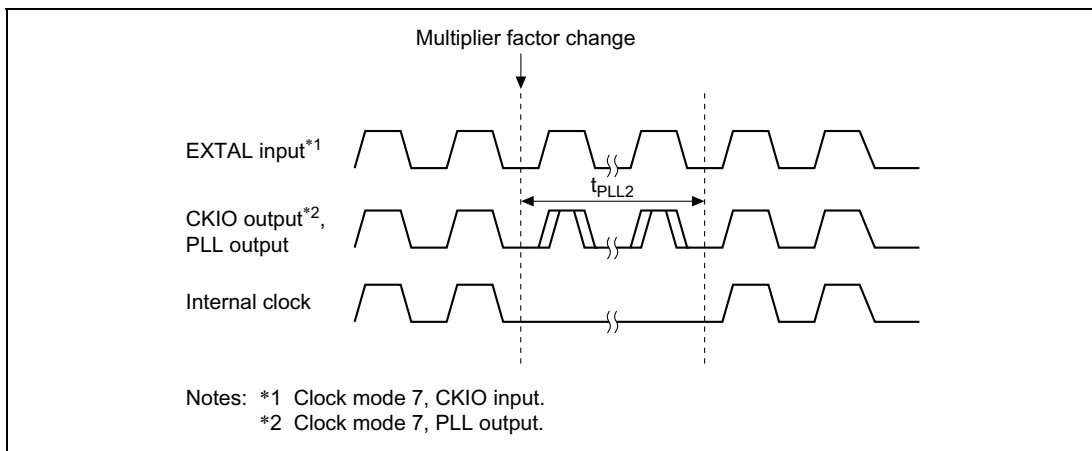 Multiplier factor change
EXTAL input*1
tPLL2
CKIO output*2,
PLL output
Internal clock
Notes: *1 Clock mode 7, CKIO input.
*2 Clock mode 7, PLL output.